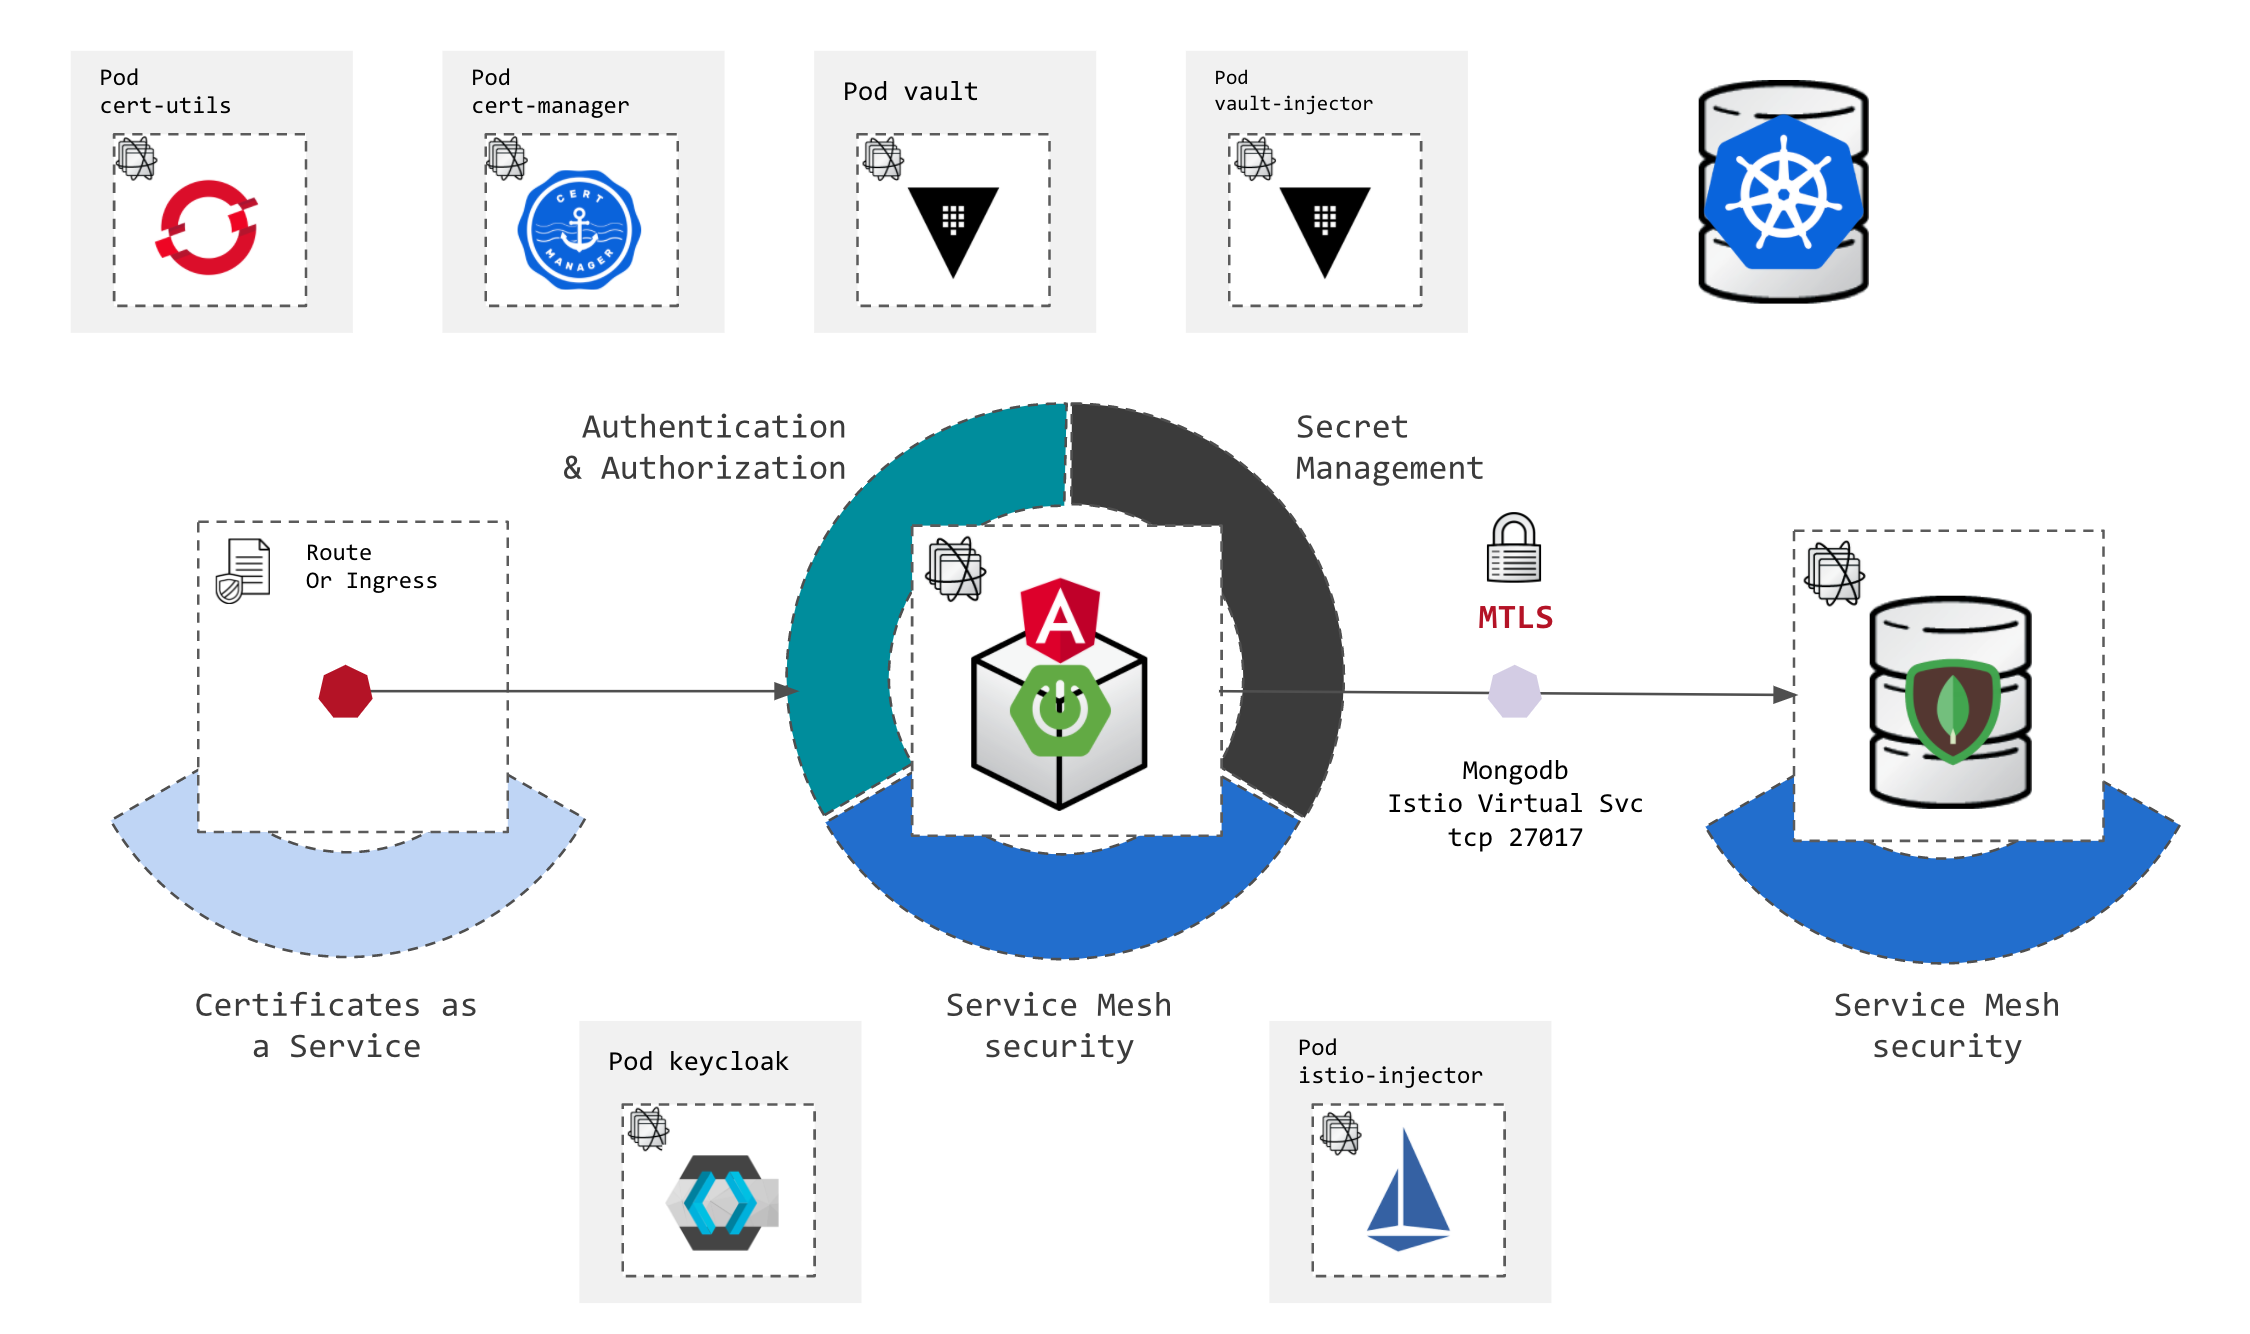 Pod
cert-utils
Pod
cert-manager
CERT
MANAGER
Pod vault
Pod
vault-injector
Authentication
& Authorization
Secret
Management
Route
Or Ingress
A
MTLS
Mongodb
Istio Virtual Svc
tcp 27017
Certificates as
a Service
Service Mesh
security
Service Mesh
security
Pod keycloak
Pod
istio-injector